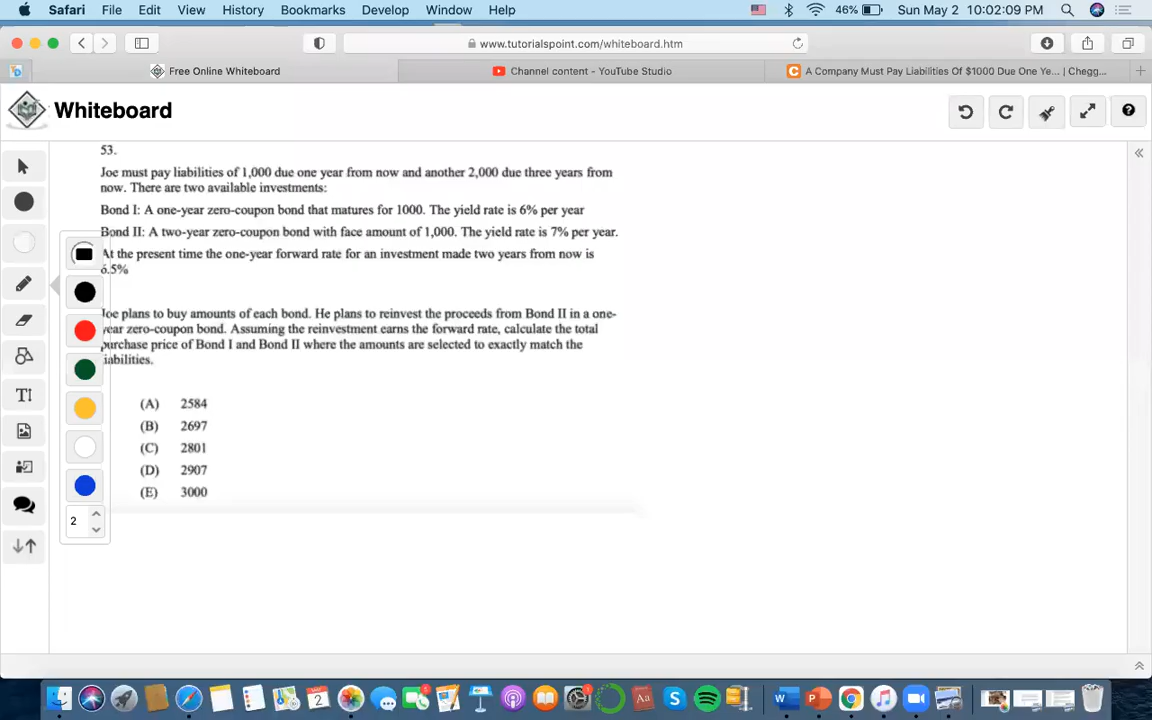 Safari File Edit View History Bookmarks Develop Window Help 46% Sun May 2 10:02:09 PM
www.tutorialspoint.com/whiteboard.htm
Free Online Whiteboard Channel content - YouTube Studio A Company Must Pay Liabilities Of $1000 Due One Ye... | Chegg...
Whiteboard
53.
Joe must pay liabilities of 1,000 due one year from now and another 2,000 due three years from
now. There are two available investments:
Bond I: A one-year zero-coupon bond that matures for 1000. The yield rate is 6% per year
Bond II: A two-year zero-coupon bond with face amount of 1,000. The yield rate is 7% per year.
At the present time the one-year forward rate for an investment made two years from now is
6.5%
Joe plans to buy amounts of each bond. He plans to reinvest the proceeds from Bond II in a one-
year zero-coupon bond. Assuming the reinvestment earns the forward rate, calculate the total
purchase price of Bond I and Bond II where the amounts are selected to exactly match the
liabilities.
(A) 2584
(B) 2697
(C) 2801
(D) 2907
(E) 3000
TI
2